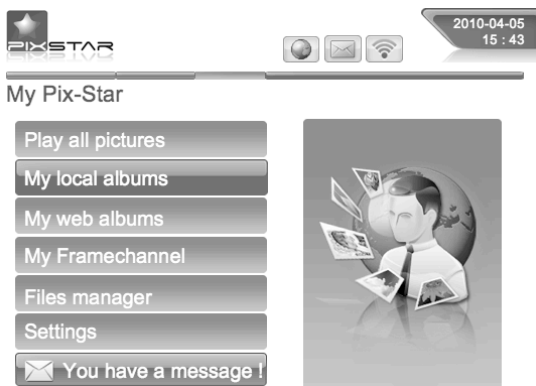 PIXSTAR
2010-04-05
15 : 43
My Pix-Star
Play all pictures
My local albums
My web albums
My Framechannel
Files manager
Settings
You have a message !